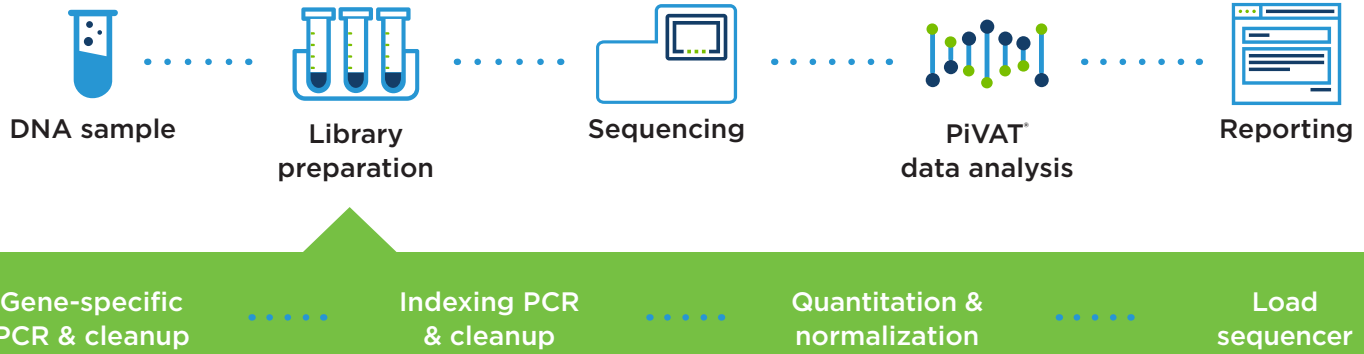 DNA sample
Library
preparation
Sequencing
PiVAT®
data analysis
Reporting
Gene-specific
PCR & cleanup
Indexing PCR
& cleanup
Quantitation &
normalization
Load
sequencer